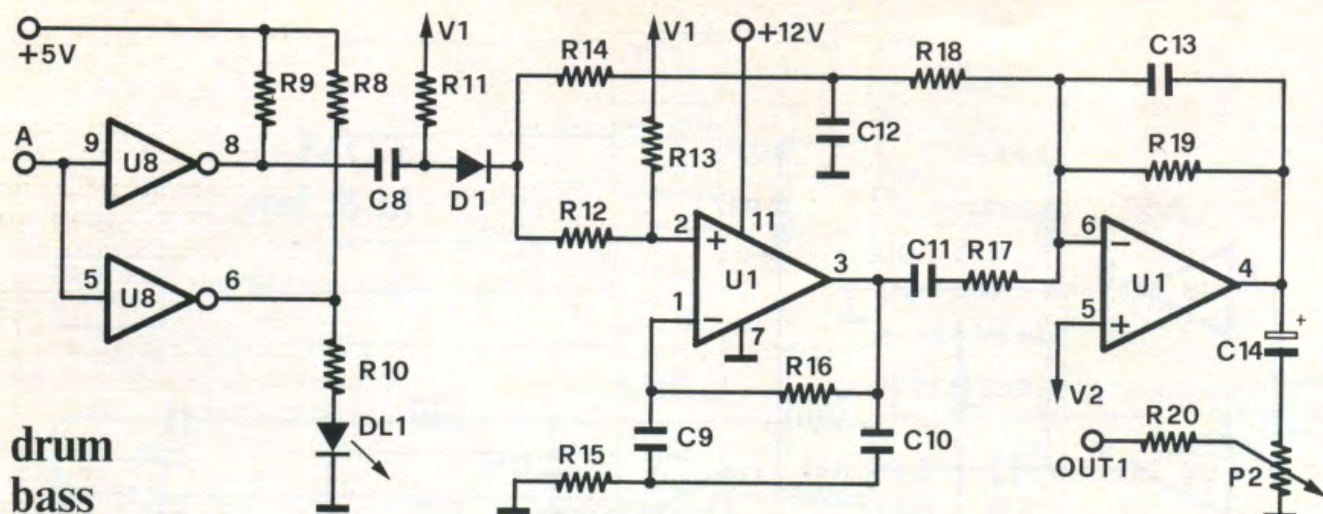 +5V
A
9
U8
8
5
U8
6
R9
R8
V1
R11
C8
D1
R10
DL1
drum
bass
R14
R12
V1
R13
+12V
C12
R18
C13
R19
2
+
11
U1
3
1
-
7
C11
R17
R16
C9
C10
R15
6
-
U1
4
5
+
V2
+
C14
OUT1
R20
P2